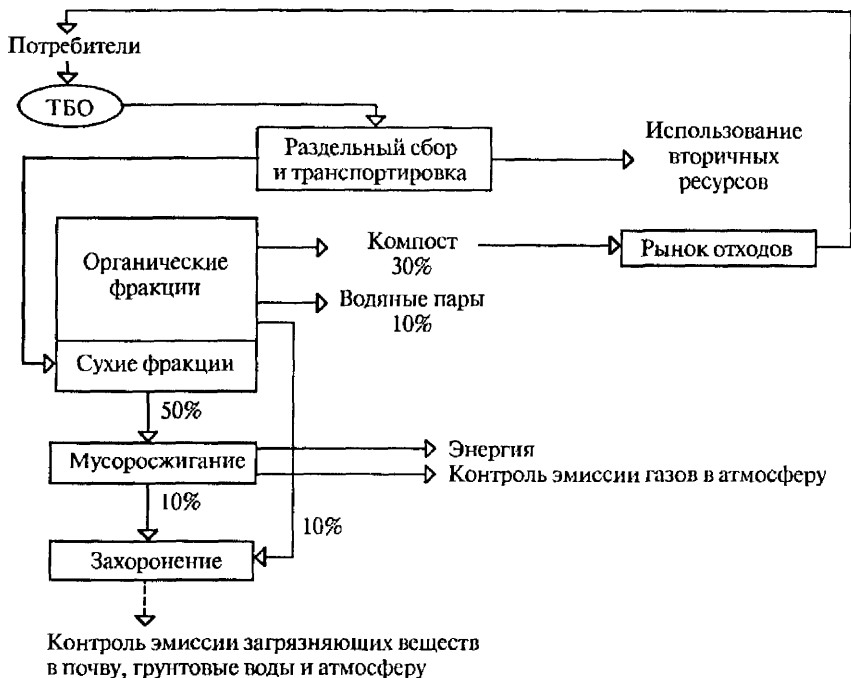 Потребители
ТБО
Раздельный сбор
и транспортировка
Использование
вторичных
ресурсов
Органические
фракции
Компост
30%
Рынок отходов
Водяные пары
10%
Сухие фракции
50%
Мусоросжигание
Энергия
Контроль эмиссии газов в атмосферу
10%
10%
Захоронение
Контроль эмиссии загрязняющих веществ
в почву, грунтовые воды и атмосферу